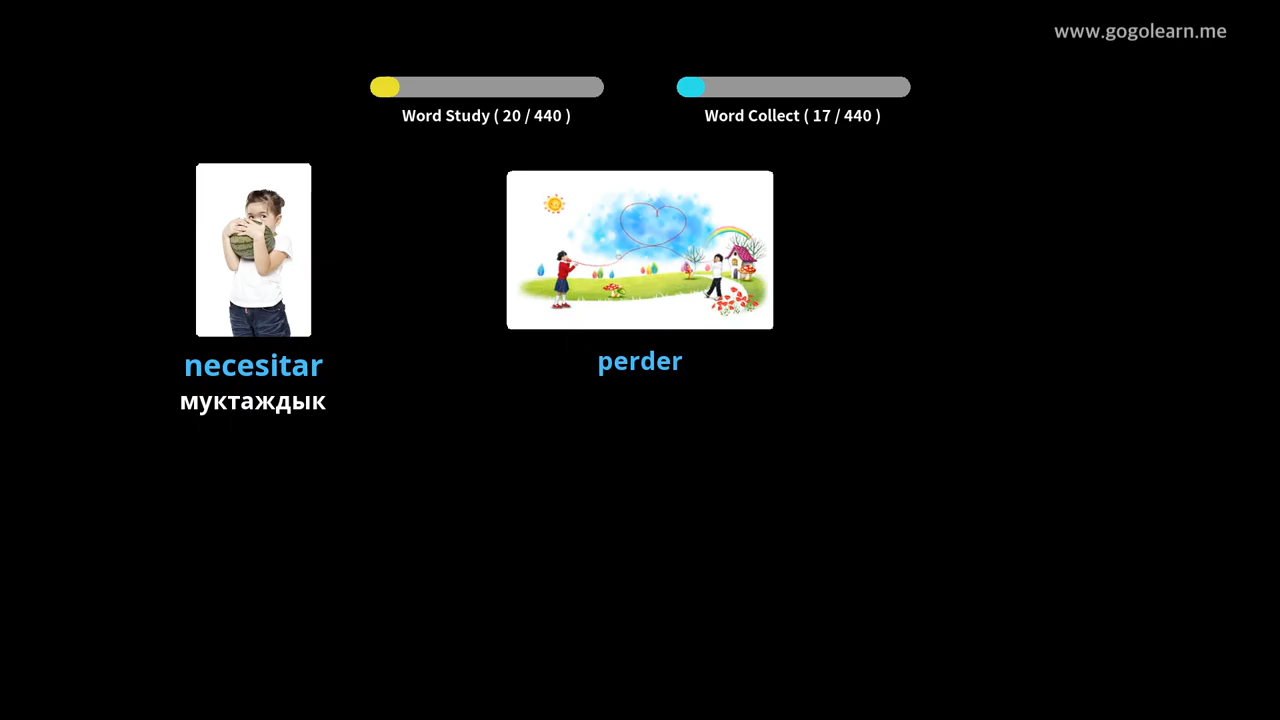 www.gogolearn.me
Word Study ( 20 / 440 )
Word Collect ( 17 / 440 )
necesitar
муктаждык
perder